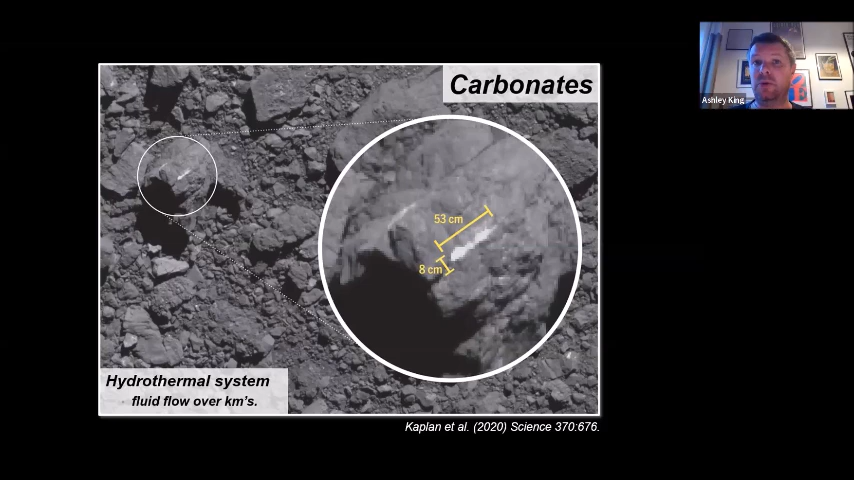 Carbonates
Ashley King
53 cm
8 cm
Hydrothermal system
fluid flow over km's.
Kaplan et al. (2020) Science 370:676.